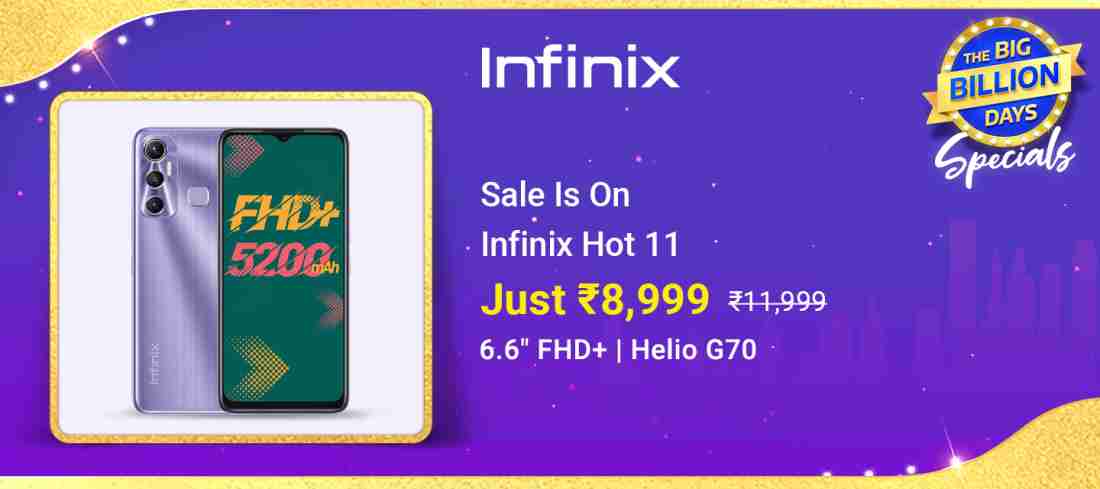 Infinix
THE BIG
BILLION
DAYS
Specials
FHD+
5200mAh
Infinix
Sale Is On
Infinix Hot 11
Just ₹8,999 ₹11,999
6.6" FHD+ | Helio G70